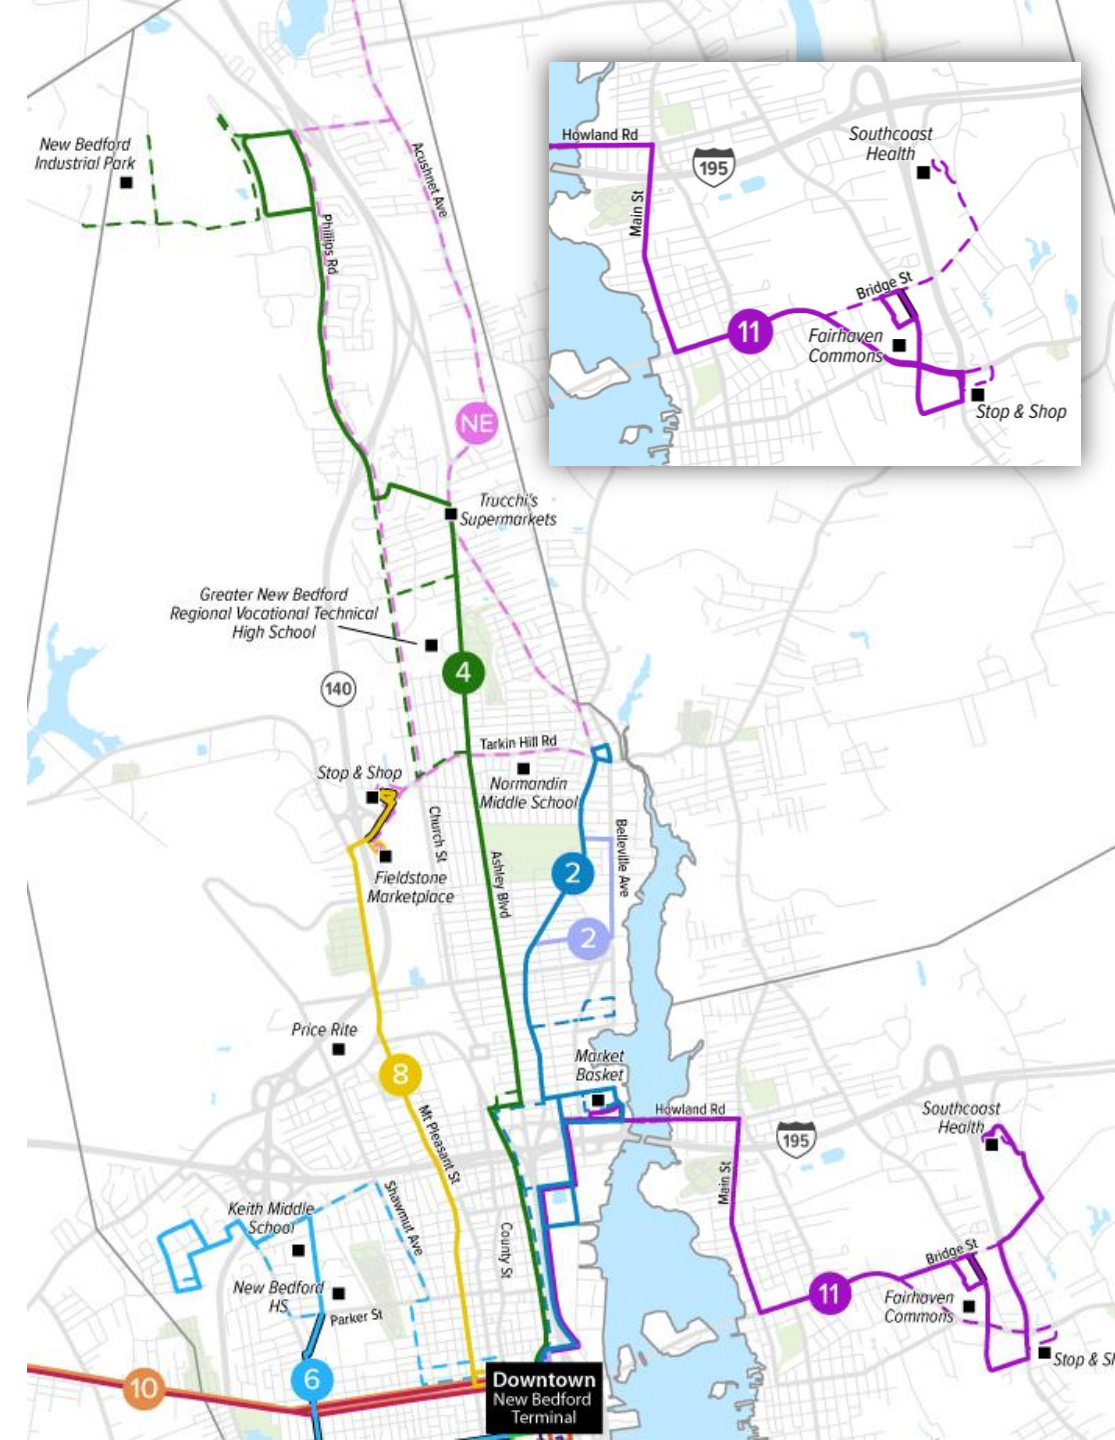 New Bedford
Industrial Park
Acushnet Ave
Phillips Rd
Howland Rd
195
Southcoast
Health
Main St
Bridge St
11
Fairhaven
Commons
Stop & Shop
NE
Trucchi's
Supermarkets
Greater New Bedford
Regional Vocational Technical
High School
4
140
Tarkin Hill Rd
Stop & Shop
Normandin
Middle School
Church St
Belleville Ave
Ashley Blvd
2
Fieldstone
Marketplace
2
Price Rite
Market
Basket
8
Mt Pleasant St
Howland Rd
195
Southcoast
Health
Main St
Keith Middle
School
Shawmut Ave
County St
Bridge St
New Bedford
HS
Parker St
11
Fairhaven
Commons
Stop & Sh
10
6
Downtown
New Bedford
Terminal